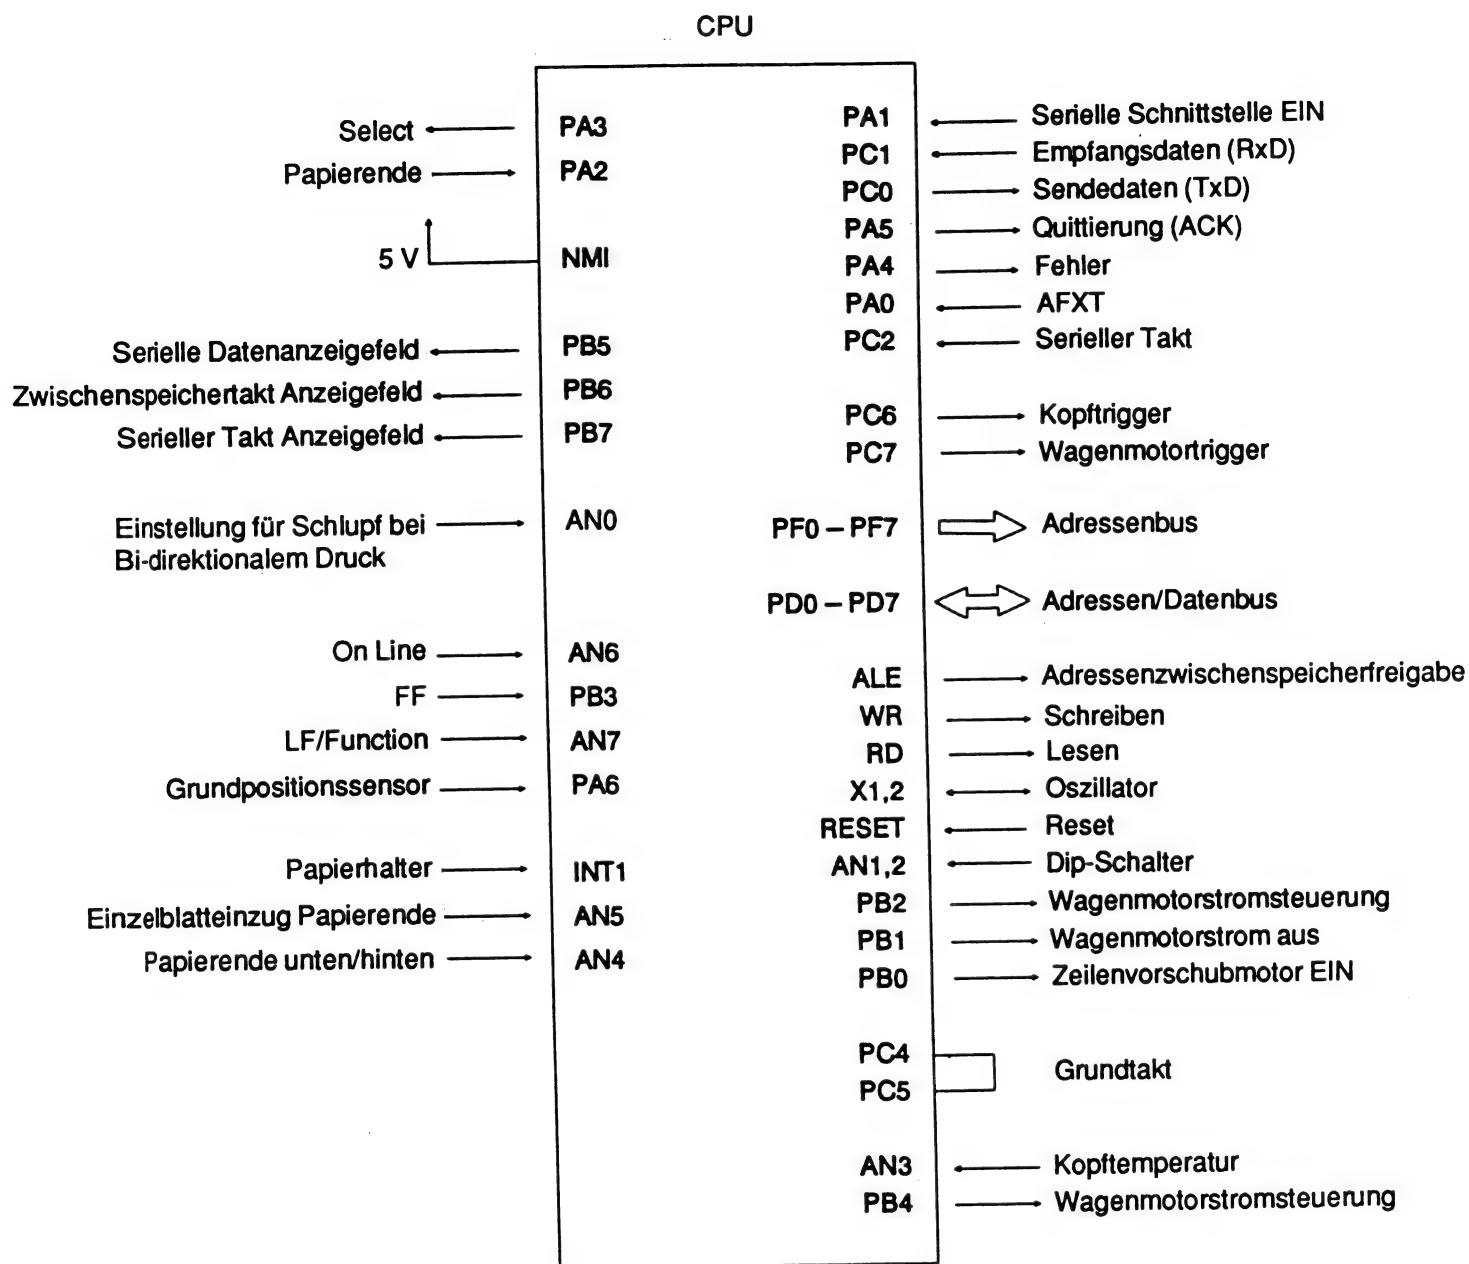 CPU
Select
PA3
Papierende
PA2
5 V
NMI
Serielle Datenanzeigefeld
PB5
Zwischenspeichertakt Anzeigefeld
PB6
Serieller Takt Anzeigefeld
PB7
Einstellung für Schlupf bei
Bi-direktionalem Druck
AN0
On Line
AN6
FF
PB3
LF/Function
AN7
Grundpositionssensor
PA6
Papierhalter
INT1
Einzelblatteinzug Papierende
AN5
Papierende unten/hinten
AN4
PA1
Serielle Schnittstelle EIN
PC1
Empfangsdaten (RxD)
PC0
Sendedaten (TxD)
PA5
Quittierung (ACK)
PA4
Fehler
PA0
AFXT
PC2
Serieller Takt
PC6
Kopftrigger
PC7
Wagenmotortrigger
PF0 – PF7
Adressenbus
PD0 – PD7
Adressen/Datenbus
ALE
Adressenzwischenspeicherfreigabe
WR
Schreiben
RD
Lesen
X1,2
Oszillator
RESET
Reset
AN1,2
Dip-Schalter
PB2
Wagenmotorstromsteuerung
PB1
Wagenmotorstrom aus
PB0
Zeilenvorschubmotor EIN
PC4
PC5
Grundtakt
AN3
Kopftemperatur
PB4
Wagenmotorstromsteuerung